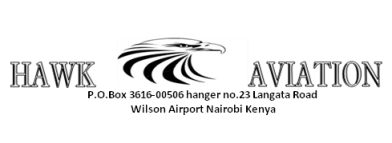 HAWK AVIATION
P.O.Box 3616-00506 hanger no.23 Langata Road
Wilson Airport Nairobi Kenya